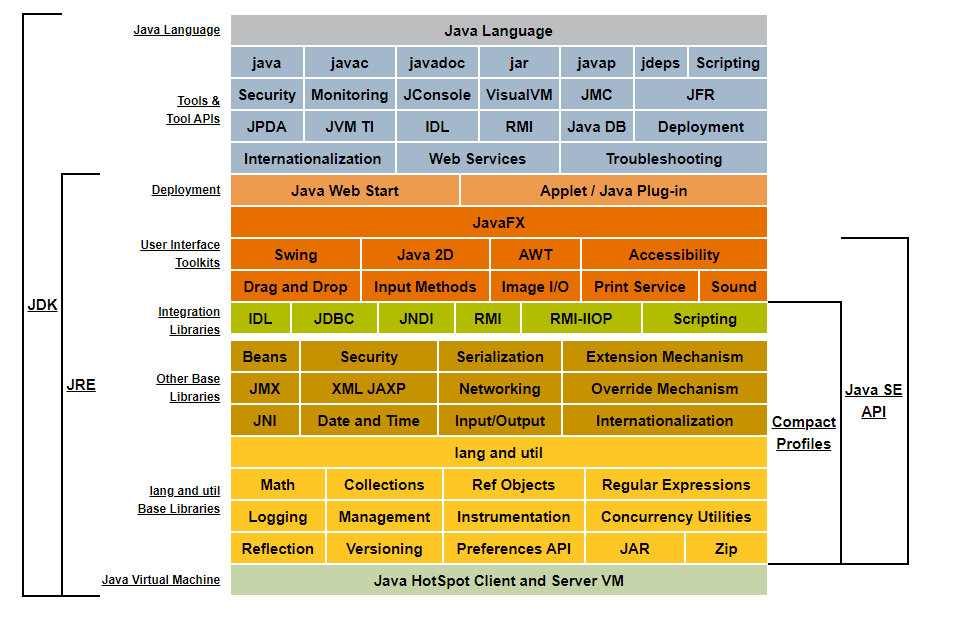 Java Language
Java Language
java javac javadoc jar javap jdeps Scripting
Tools &
Tool APIs
Security Monitoring JConsole VisualVM JMC JFR
JPDA JVM TI IDL RMI Java DB Deployment
Internationalization Web Services Troubleshooting
Deployment
Java Web Start Applet / Java Plug-in
JavaFX
User Interface
Toolkits
Swing Java 2D AWT Accessibility
Drag and Drop Input Methods Image I/O Print Service Sound
Integration
Libraries
IDL JDBC JNDI RMI RMI-IIOP Scripting
Other Base
Libraries
Beans Security Serialization Extension Mechanism
JMX XML JAXP Networking Override Mechanism
JNI Date and Time Input/Output Internationalization
lang and util
lang and util
Base Libraries
Math Collections Ref Objects Regular Expressions
Logging Management Instrumentation Concurrency Utilities
Reflection Versioning Preferences API JAR Zip
Java Virtual Machine
Java HotSpot Client and Server VM
JDK
JRE
Compact
Profiles
Java SE
API